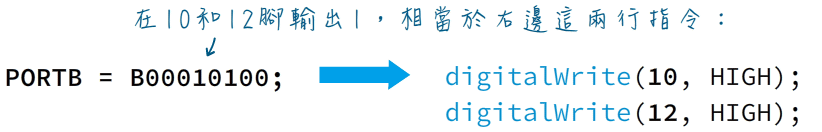 在10和12腳輸出1，相當於右邊這兩行指令：
PORTB = B00010100;
digitalWrite(10, HIGH);
digitalWrite(12, HIGH);